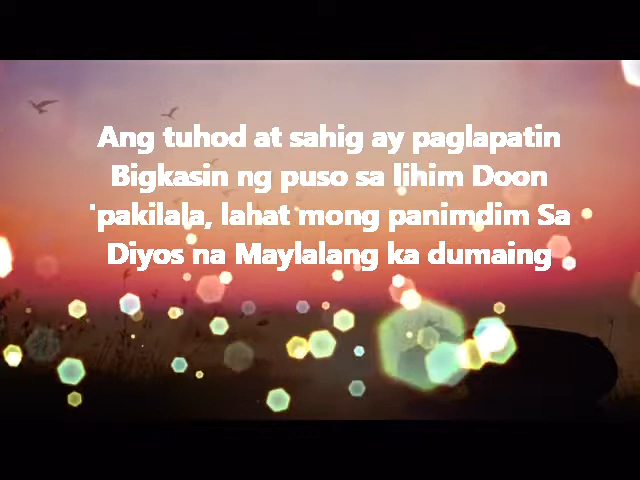 Ang tuhod at sahig ay paglapatin
Bigkasin ng puso sa lihim Doon
'pakilala, lahat mong panimdim Sa
Diyos na Maylalang ka dumaing